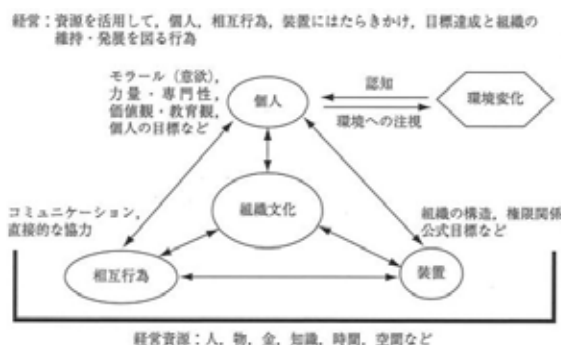 経営：資源を活用して，個人，相互行為，装置にはたらきかけ，目標達成と組織の
維持・発展を図る行為
モラール（意欲），
力量・専門性，
価値観・教育観，
個人の目標など
個人
認知
環境への注視
環境変化
コミュニケーション，
直接的な協力
組織文化
組織の構造，権限関係
公式目標など
相互行為
装置
経営資源：人，物，金，知識，時間，空間など